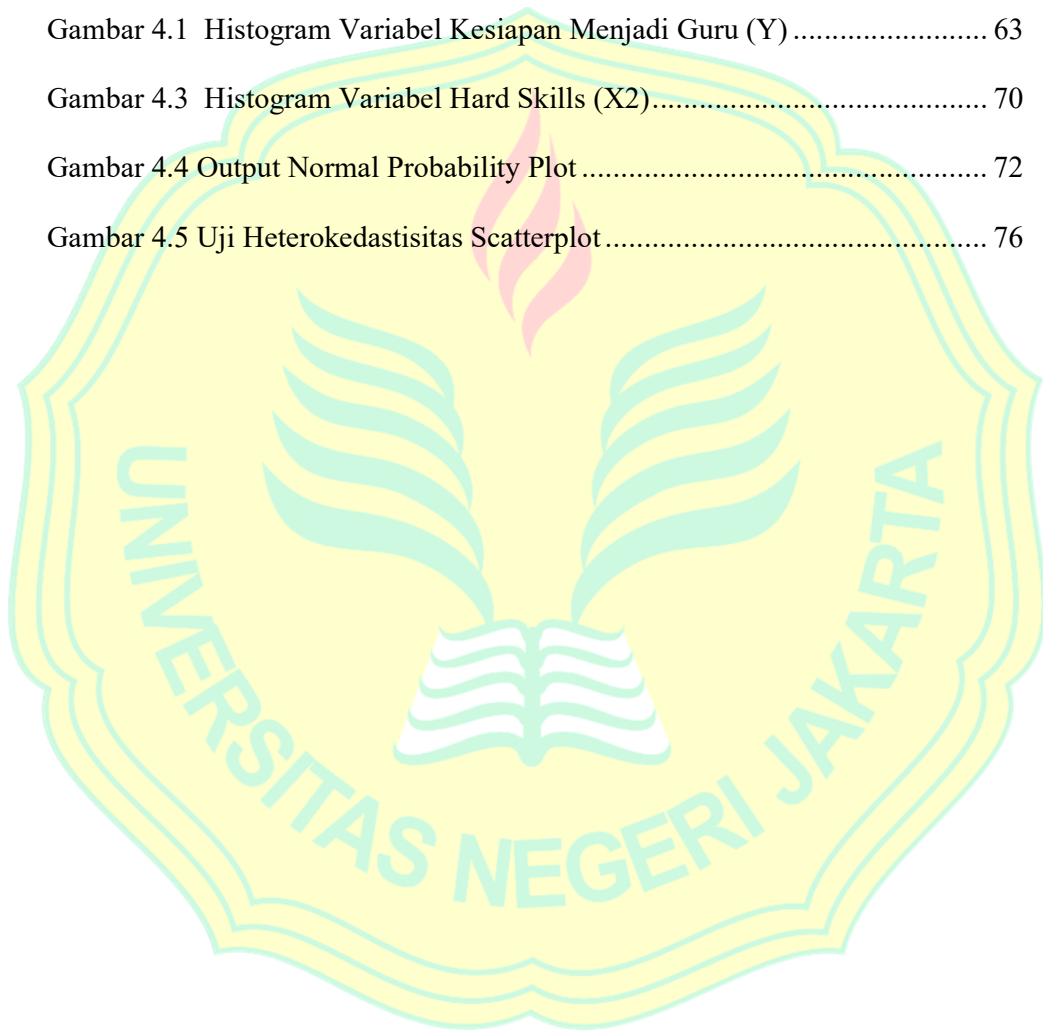 Gambar 4.1  Histogram Variabel Kesiapan Menjadi Guru (Y) ........................ 63
Gambar 4.3  Histogram Variabel Hard Skills (X2) ......................................... 70
Gambar 4.4 Output Normal Probability Plot .................................................. 72
Gambar 4.5 Uji Heterokedastisitas Scatterplot ............................................... 76
UNIVERSITAS NEGERI JAKARTA